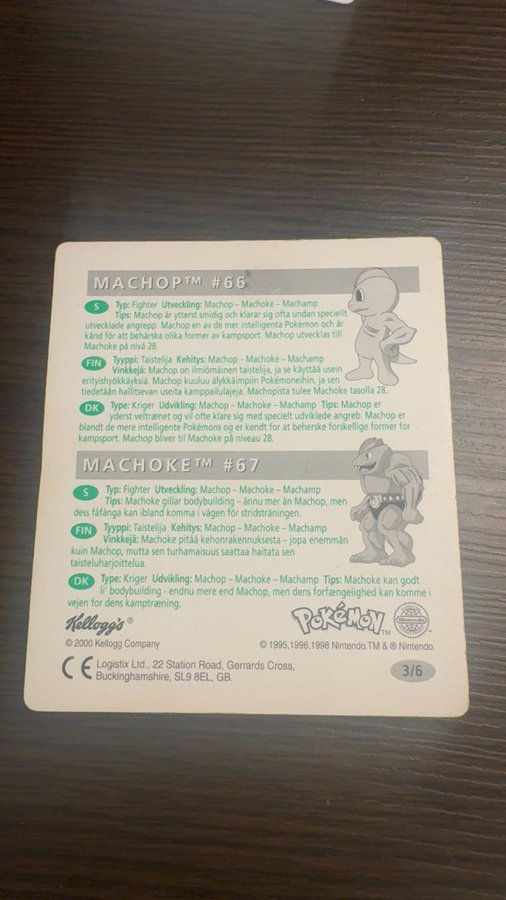 MACHOP™ #66
S Typ: Fighter Utveckling: Machop – Machoke – Machamp
Tips: Machop är ytterst smidig och klarar sig ofta undan speciellt
utvecklade angrepp. Machop en av de mer intelligenta Pokémon och är
känd för att behärska olika former av kampsport. Machop utvecklas till
Machoke på nivå 28.
FIN Tyyppi: Taistelija Kehitys: Machop – Machoke – Machamp
Vinkkejä: Machop on ilmiömäinen taistelija, ja se käyttää usein
erityishyökkäyksiä. Machop kuuluu älykkäimpiin Pokémoneihin, ja sen
tiedetään hallitsevan useita kamppailulajeja. Machopista tulee Machoke tasolla 28.
DK Type: Kriger Udvikling: Machop – Machoke – Machamp Tips: Machop er
yderst veltrænet og vil ofte klare sig med specielt udviklede angreb. Machop er
blandt de mere intelligente Pokémons og er kendt for at beherske forskellige former for
kampsport. Machop bliver til Machoke på niveau 28.
MACHOKE™ #67
S Typ: Fighter Utveckling: Machop – Machoke – Machamp
Tips: Machoke gillar bodybuilding – ännu mer än Machop, men
dess fåfänga kan ibland komma i vägen för stridsträningen.
FIN Tyyppi: Taistelija Kehitys: Machop – Machoke – Machamp
Vinkkejä: Machoke pitää kehonrakennuksesta – jopa enemmän
kuin Machop, mutta sen turhamaisuus saattaa haitata sen
taisteluharjoittelua.
DK Type: Kriger Udvikling: Machop – Machoke – Machamp Tips: Machoke kan godt
li' bodybuilding - endnu mere end Machop, men dens forfængelighed kan komme i
vejen for dens kamptræning.
Kellogg's ®
© 2000 Kellogg Company
POKéMON™
Nintendo
© 1995,1996,1998 Nintendo.TM & ® Nintendo.
CE Logistix Ltd., 22 Station Road, Gerrards Cross,
Buckinghamshire, SL9 8EL, GB.
3/6